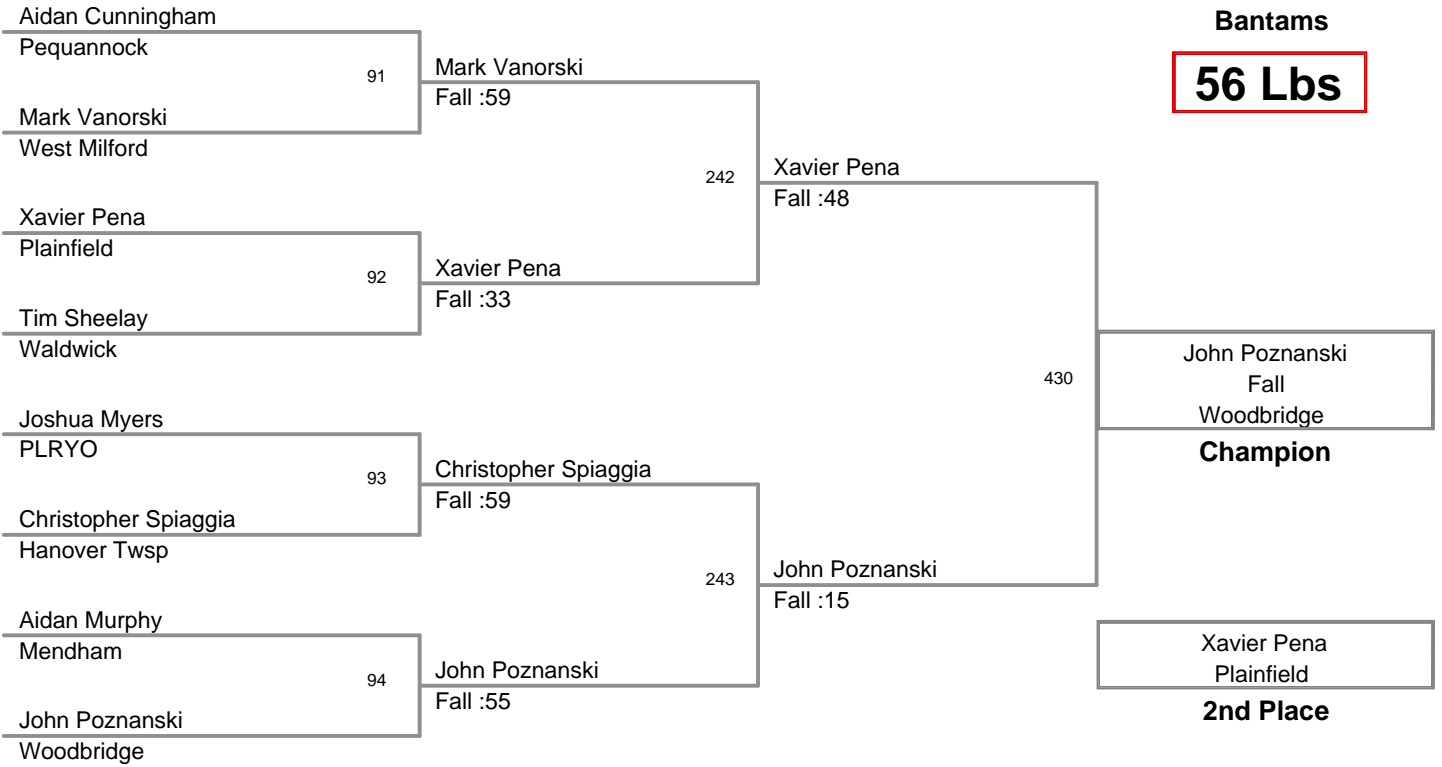 Aidan Cunningham
Pequannock
91
Mark Vanorski
West Milford
Mark Vanorski
Fall :59
Xavier Pena
Plainfield
92
Tim Sheelay
Waldwick
Xavier Pena
Fall :33
242
Xavier Pena
Fall :48
Joshua Myers
PLRYO
93
Christopher Spiaggia
Hanover Twsp
Christopher Spiaggia
Fall :59
Aidan Murphy
Mendham
94
John Poznanski
Woodbridge
John Poznanski
Fall :55
243
John Poznanski
Fall :15
430
Bantams
56 Lbs
John Poznanski
Fall
Woodbridge
Champion
Xavier Pena
Plainfield
2nd Place